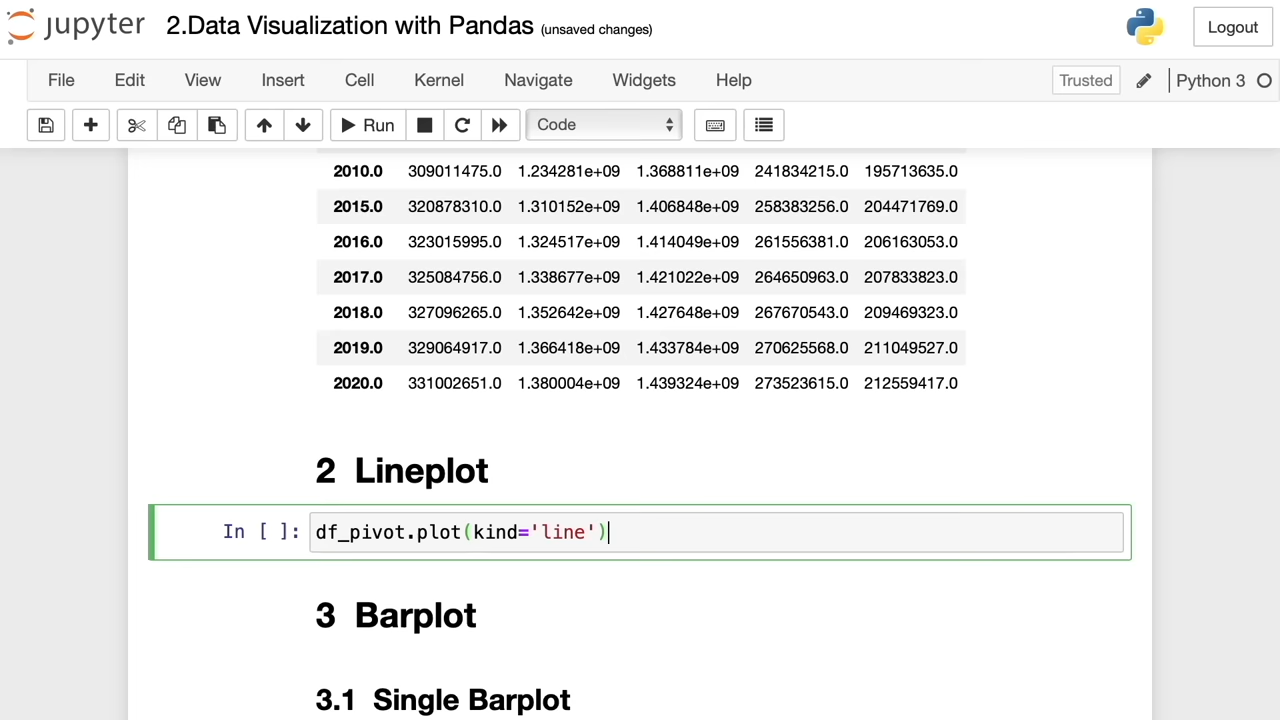 jupyter 2.Data Visualization with Pandas (unsaved changes) Logout
File Edit View Insert Cell Kernel Navigate Widgets Help Trusted Python 3
Run Code
2010.0 309011475.0 1.234281e+09 1.368811e+09 241834215.0 195713635.0
2015.0 320878310.0 1.310152e+09 1.406848e+09 258383256.0 204471769.0
2016.0 323015995.0 1.324517e+09 1.414049e+09 261556381.0 206163053.0
2017.0 325084756.0 1.338677e+09 1.421022e+09 264650963.0 207833823.0
2018.0 327096265.0 1.352642e+09 1.427648e+09 267670543.0 209469323.0
2019.0 329064917.0 1.366418e+09 1.433784e+09 270625568.0 211049527.0
2020.0 331002651.0 1.380004e+09 1.439324e+09 273523615.0 212559417.0
2 Lineplot
In [ ]: df_pivot.plot(kind='line')
3 Barplot
3.1 Single Barplot